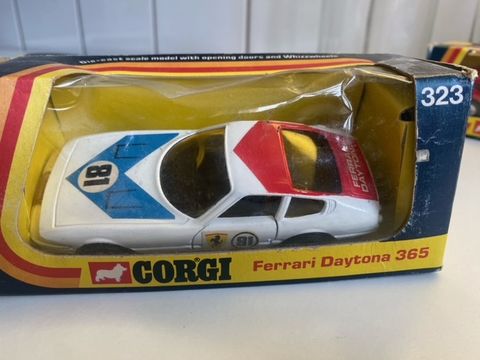 Die-cast scale model with opening doors and Whizzwheels
323
81
FERRARI
DAYTONA
81
CORGI
Ferrari Daytona 365